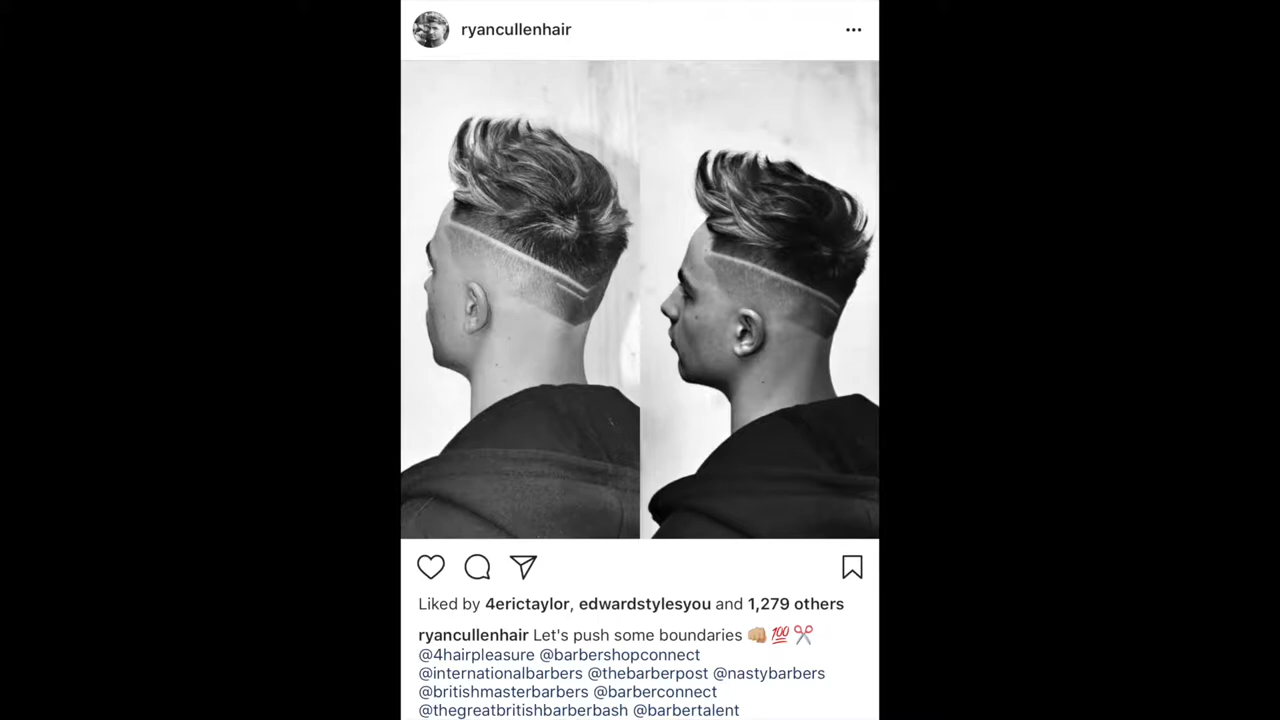 ryancullenhair
Liked by 4erictaylor, edwardstylesyou and 1,279 others
ryancullenhair Let's push some boundaries 👊🏼💯✂️
@4hairpleasure @barbershopconnect
@internationalbarbers @thebarberpost @nastybarbers
@britishmasterbarbers @barberconnect
@thegreatbritishbarberbash @barbertalent